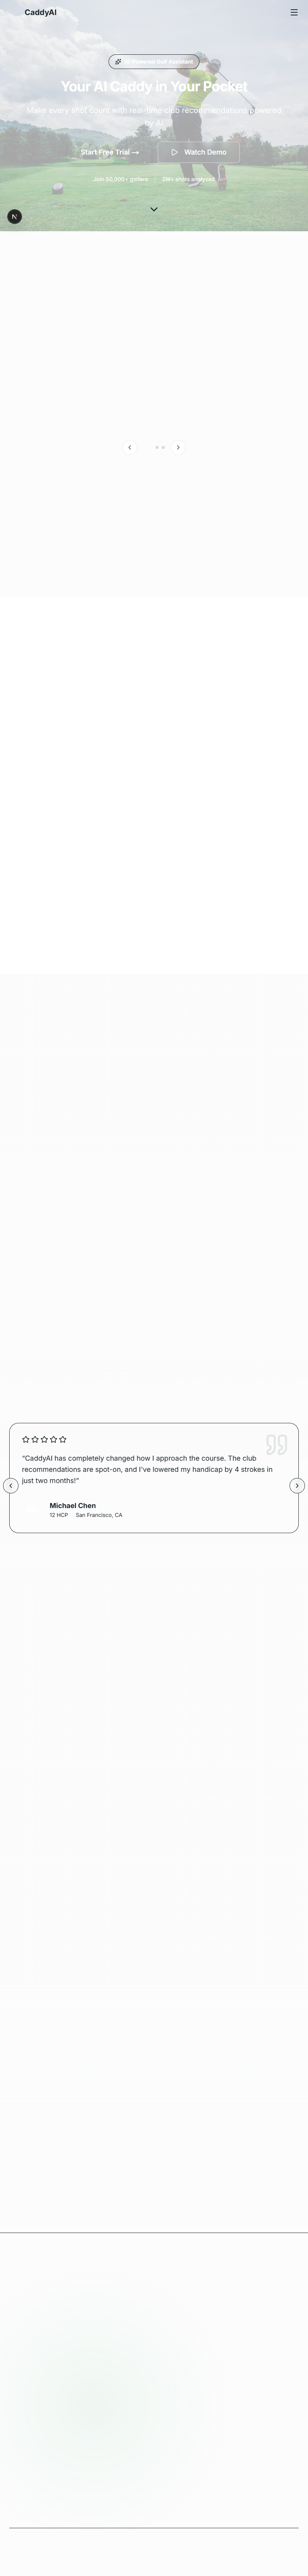 CaddyAI
AI-Powered Golf Assistant
Your AI Caddy in Your Pocket
Make every shot count with real-time club recommendations powered
by AI
Start Free Trial →
Watch Demo
Join 50,000+ golfers
2M+ shots analyzed
N
“CaddyAI has completely changed how I approach the course. The club
recommendations are spot-on, and I've lowered my handicap by 4 strokes in
just two months!”
Michael Chen
12 HCP
San Francisco, CA